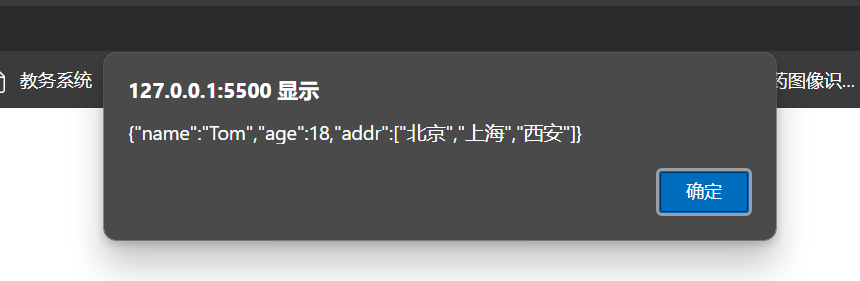 教务系统
药图像识...
127.0.0.1:5500 显示
{"name":"Tom","age":18,"addr":["北京","上海","西安"]}
确定